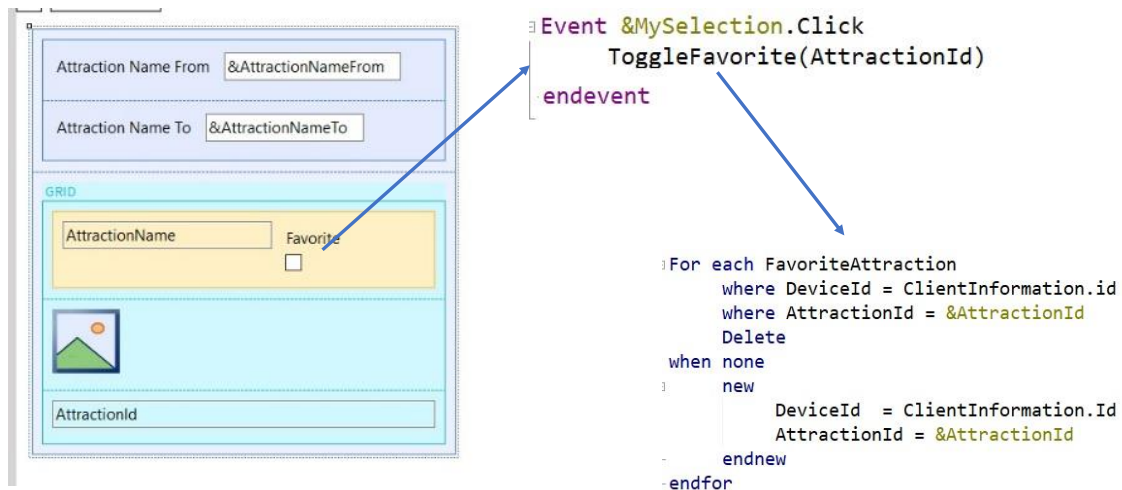 Attraction Name From &AttractionNameFrom
Attraction Name To &AttractionNameTo
GRID
AttractionName
Favorite
AttractionId
Event &MySelection.Click
ToggleFavorite(AttractionId)
endevent
For each FavoriteAttraction
where DeviceId = ClientInformation.id
where AttractionId = &AttractionId
Delete
when none
new
DeviceId  = ClientInformation.Id
AttractionId = &AttractionId
endnew
endfor